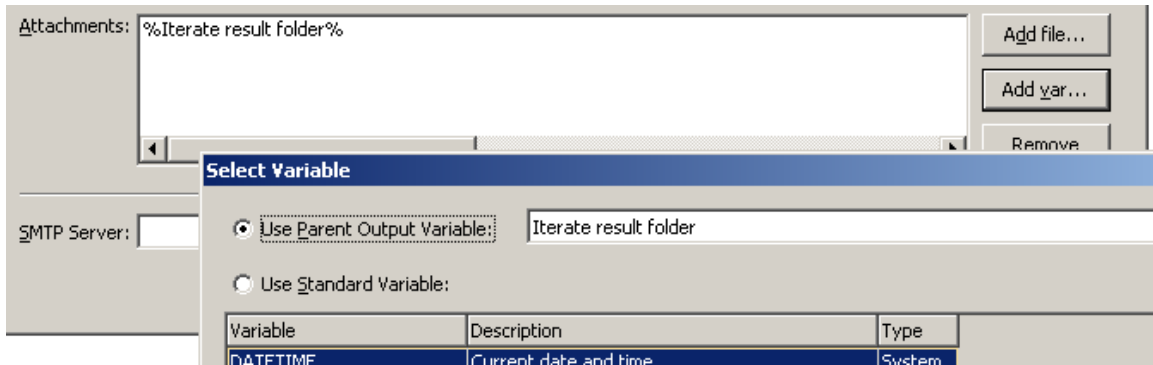 Attachments: %Iterate result folder% Add file...
Add var...
Remove
Select Variable
SMTP Server: Use Parent Output Variable: Iterate result folder
Use Standard Variable:
Variable Description Type
DATETIME Current date and time System